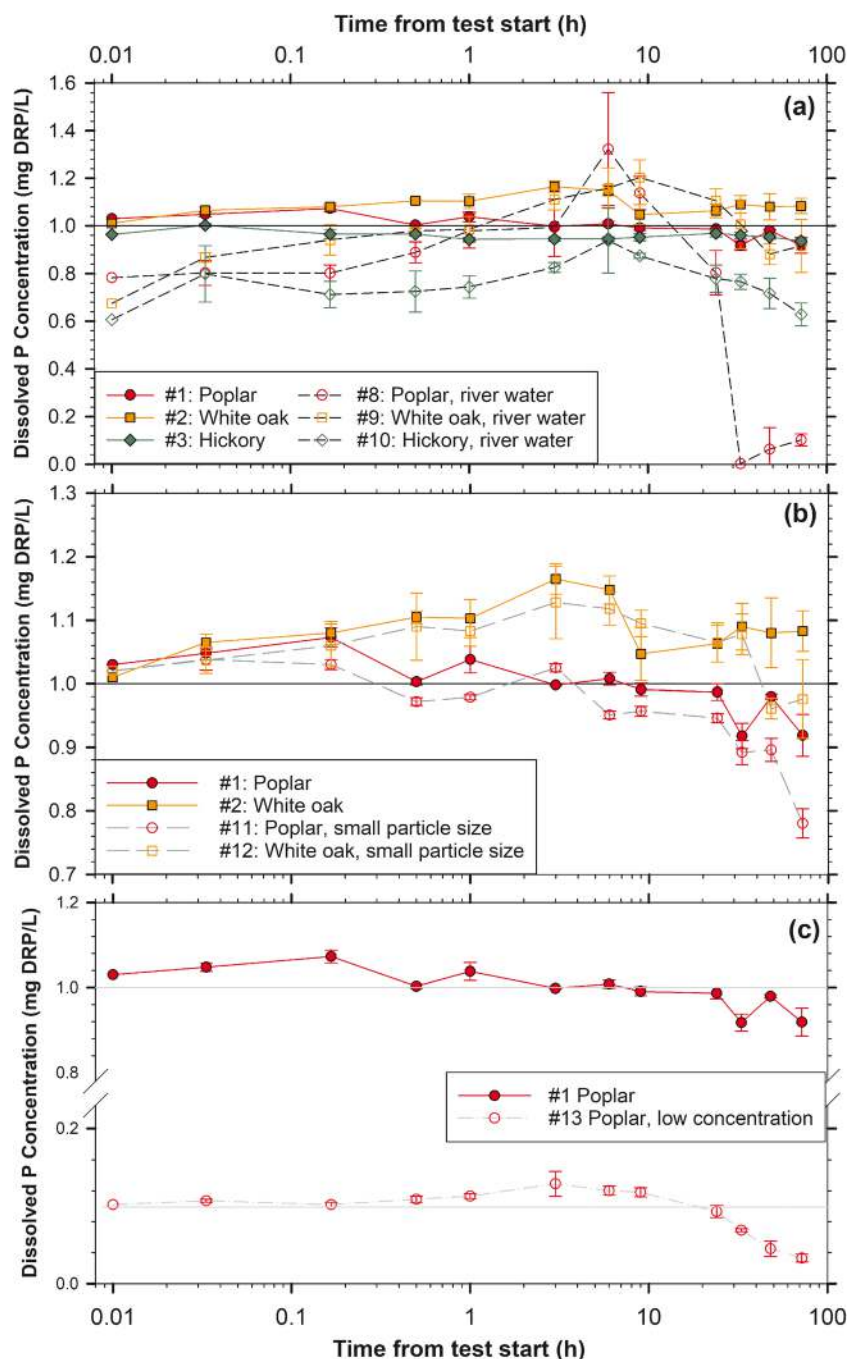 Time from test start (h)
0.01 0.1 1 10 100
1.6
(a)
1.4
1.2
1.0
0.8
0.6
0.4
0.2
0.0
Dissolved P Concentration (mg DRP/L)
#1: Poplar #8: Poplar, river water
#2: White oak #9: White oak, river water
#3: Hickory #10: Hickory, river water
1.3
(b)
1.2
1.1
1.0
0.9
0.8
0.7
Dissolved P Concentration (mg DRP/L)
#1: Poplar
#2: White oak
#11: Poplar, small particle size
#12: White oak, small particle size
1.2
(c)
1.0
0.8
0.2
0.0
Dissolved P Concentration (mg DRP/L)
#1 Poplar
#13 Poplar, low concentration
0.01 0.1 1 10 100
Time from test start (h)